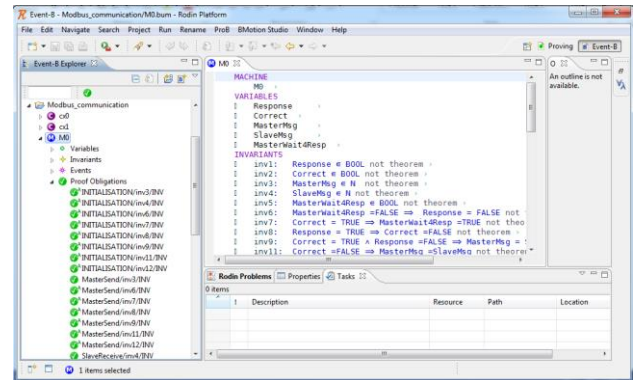 Event-B - Modbus_communication/M0.bum - Rodin Platform
File Edit Navigate Search Project Run Rename ProB BMotion Studio Window Help
Proving Event-B
Event-B Explorer
M0
An outline is not available.
Modbus_communication
cx0
cx1
M0
Variables
Invariants
Events
Proof Obligations
INITIALISATION/inv3/INV
INITIALISATION/inv4/INV
INITIALISATION/inv6/INV
INITIALISATION/inv7/INV
INITIALISATION/inv8/INV
INITIALISATION/inv9/INV
INITIALISATION/inv11/INV
INITIALISATION/inv12/INV
MasterSend/inv3/INV
MasterSend/inv6/INV
MasterSend/inv7/INV
MasterSend/inv8/INV
MasterSend/inv9/INV
MasterSend/inv11/INV
MasterSend/inv12/INV
SlaveReceive/inv4/INV
MACHINE
M0
VARIABLES
Response
Correct
MasterMsg
SlaveMsg
MasterWait4Resp
INVARIANTS
inv1: Response ∈ BOOL not theorem
inv2: Correct ∈ BOOL not theorem
inv3: MasterMsg ∈ N not theorem
inv4: SlaveMsg ∈ N not theorem
inv5: MasterWait4Resp ∈ BOOL not theorem
inv6: MasterWait4Resp =FALSE ⇒ Response = FALSE not
inv7: Correct = TRUE ⇒ MasterWait4Resp =TRUE not theo
inv8: Response = TRUE ⇒ Correct =FALSE not theorem
inv9: Correct = TRUE ∧ Response =FALSE ⇒ MasterMsg =
inv11: Correct =FALSE ⇒ MasterMsg =SlaveMsg not theorem
Rodin Problems Properties Tasks
0 items
! Description Resource Path Location
1 items selected